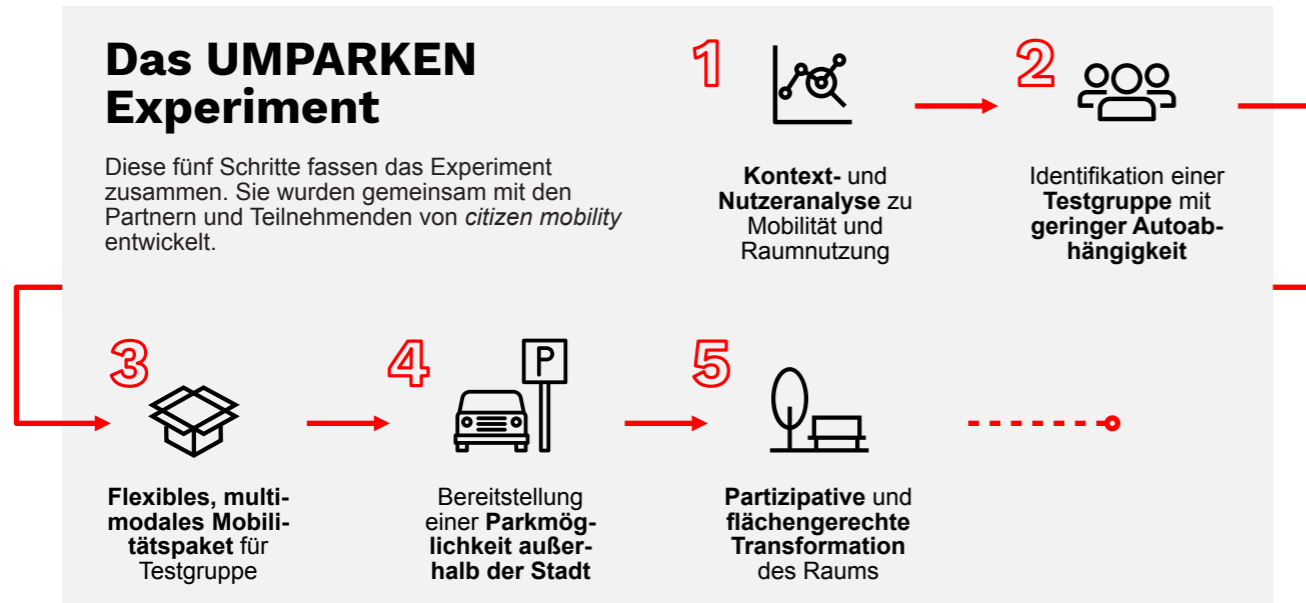 Das UMPARKEN
Experiment
Diese fünf Schritte fassen das Experiment
zusammen. Sie wurden gemeinsam mit den
Partnern und Teilnehmenden von citizen mobility
entwickelt.
1
Kontext- und
Nutzeranalyse zu
Mobilität und
Raumnutzung
2
Identifikation einer
Testgruppe mit
geringer Autoab-
hängigkeit
3
Flexibles, multi-
modales Mobili-
tätspaket für
Testgruppe
4
P
Bereitstellung
einer Parkmög-
lichkeit außer-
halb der Stadt
5
Partizipative und
flächengerechte
Transformation
des Raums